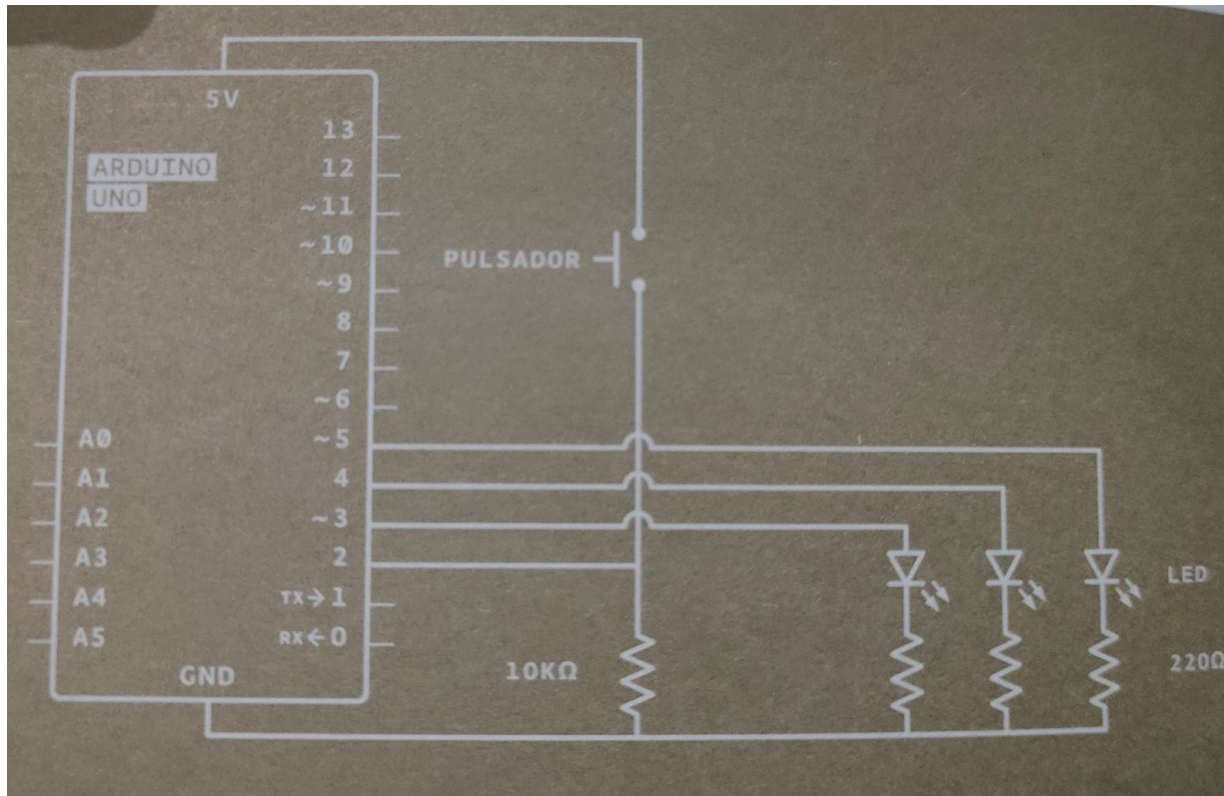 5V
ARDUINO
UNO
13
12
~11
~10
~9
8
7
~6
~5
4
~3
2
TX→1
RX←0
A0
A1
A2
A3
A4
A5
GND
PULSADOR
10KΩ
LED
220Ω